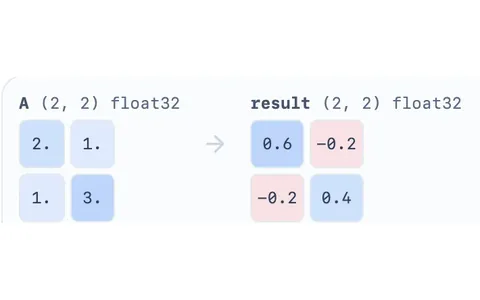 A (2, 2) float32 → result (2, 2) float32
2. 1. 0.6 −0.2
1. 3. −0.2 0.4